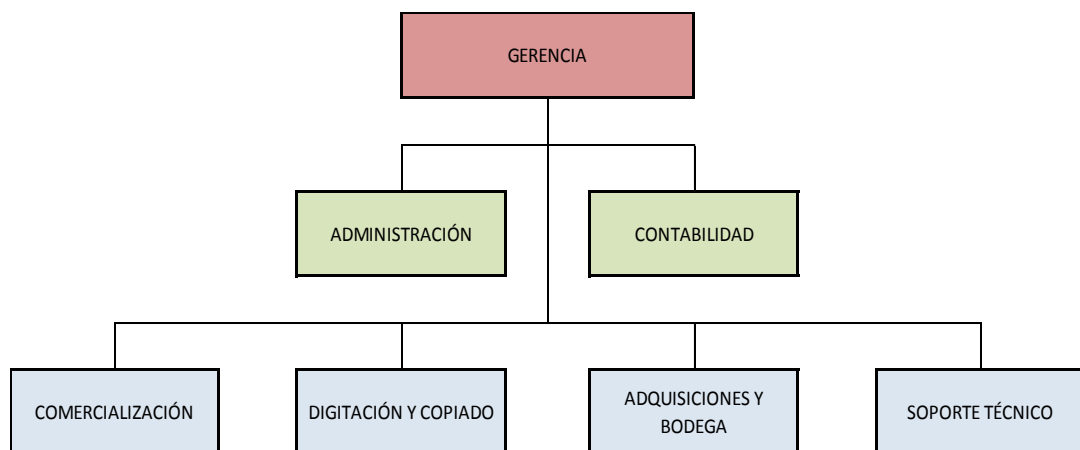 GERENCIA
ADMINISTRACIÓN
CONTABILIDAD
COMERCIALIZACIÓN
DIGITACIÓN Y COPIADO
ADQUISICIONES Y
BODEGA
SOPORTE TÉCNICO